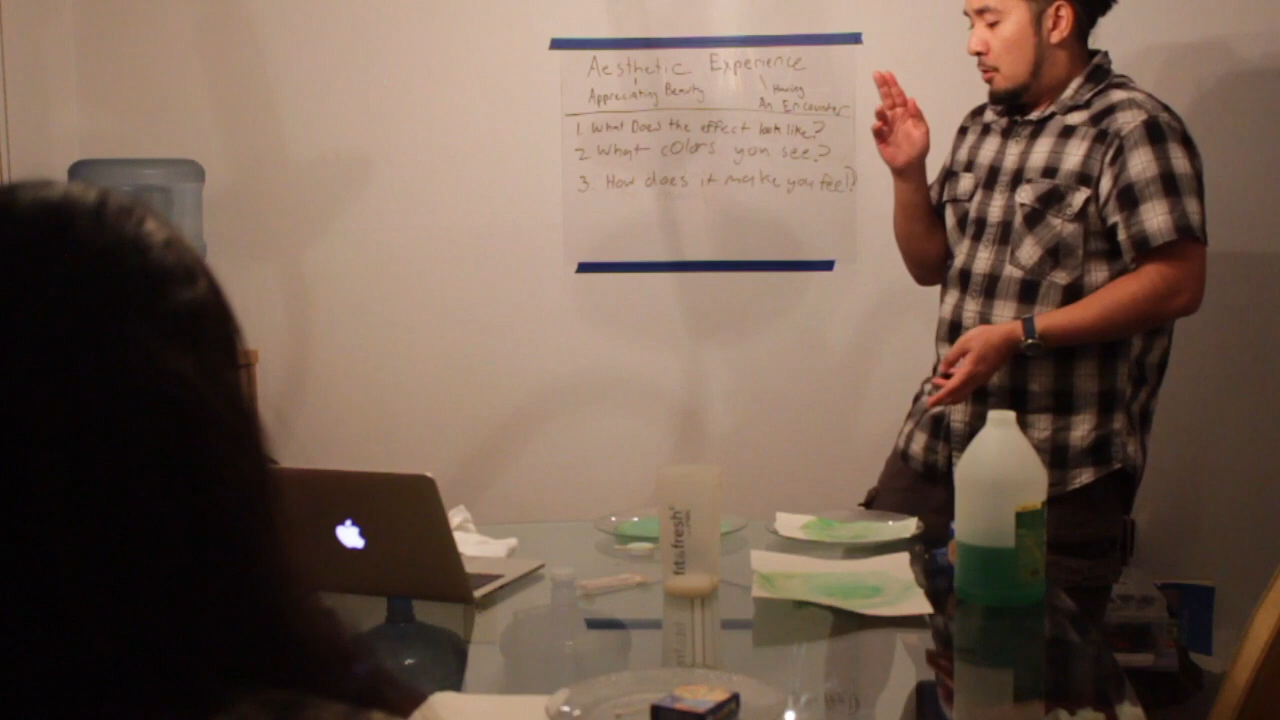 Aesthetic Experience
Appreciating Beauty
Having
An Encounter
1. What Does the effect look like?
2 What colors you see?
3. How does it make you feel?
fit&fresh